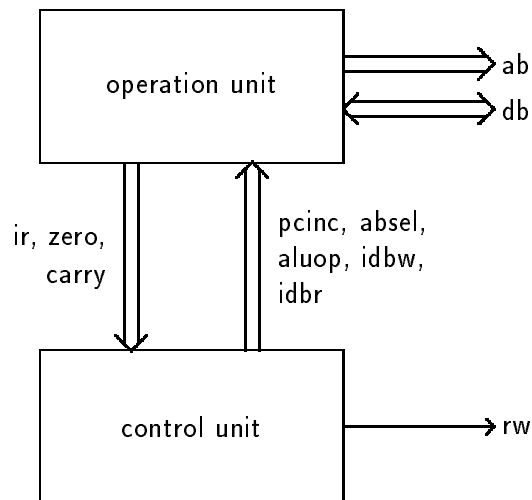 operation unit
ab
db
ir, zero,
carry
pcinc, absel,
aluop, idbw,
idbr
control unit
rw